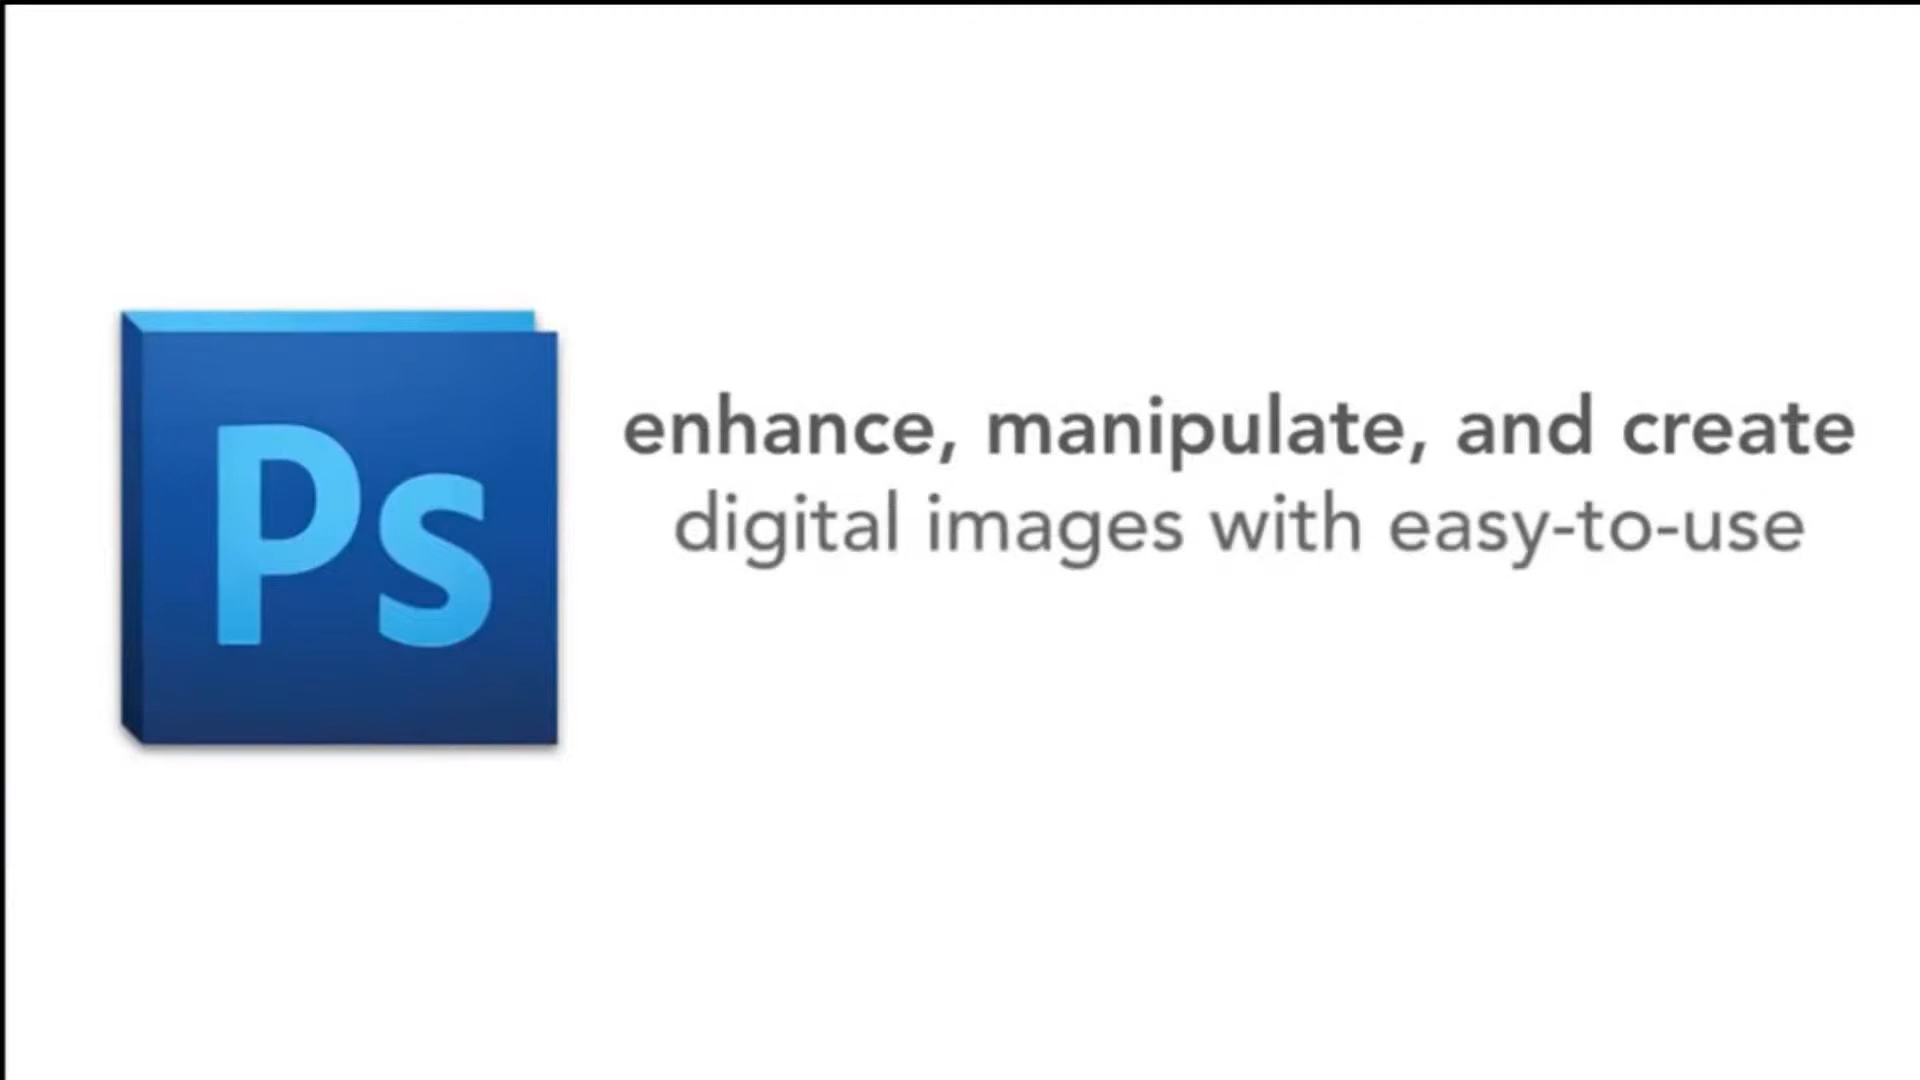 Ps
enhance, manipulate, and create
digital images with easy-to-use